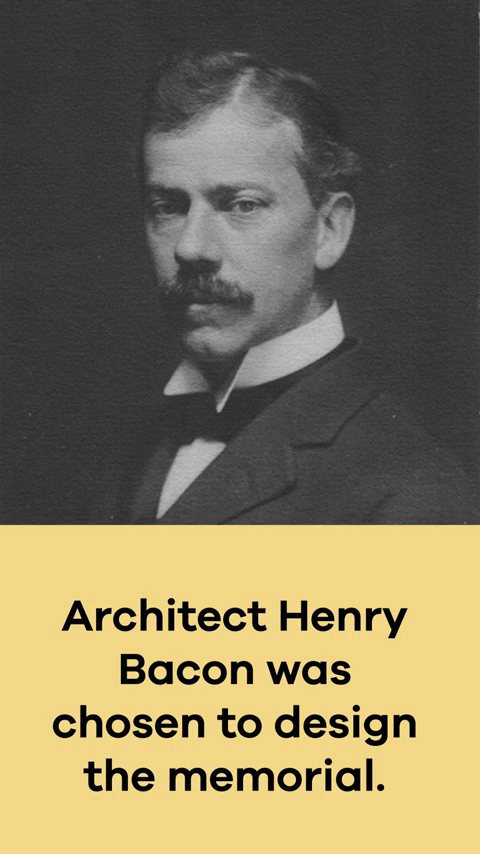 Architect Henry
Bacon was
chosen to design
the memorial.